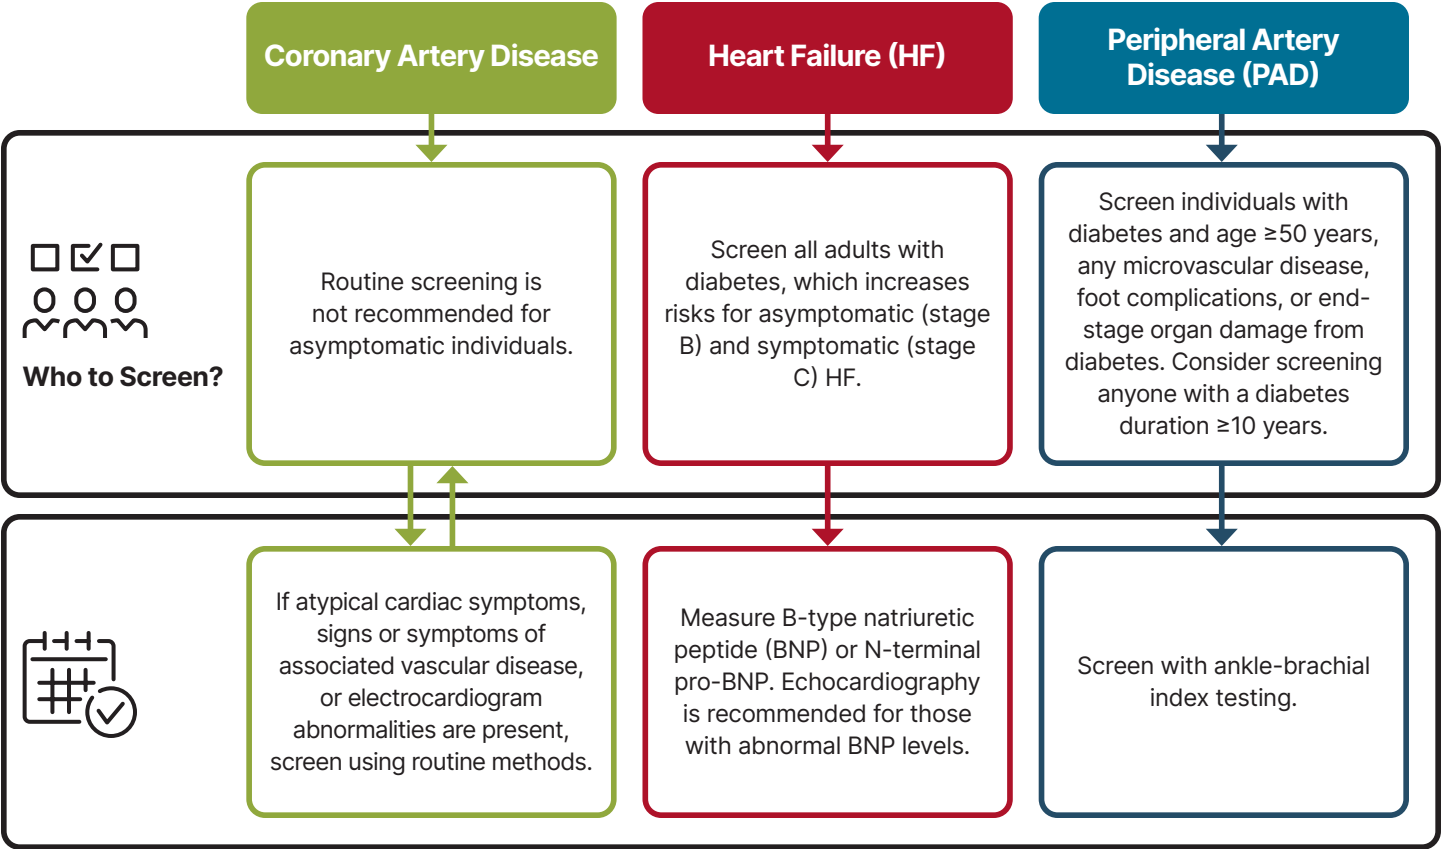 Coronary Artery Disease
Heart Failure (HF)
Peripheral Artery
Disease (PAD)
Who to Screen?
Routine screening is
not recommended for
asymptomatic individuals.
Screen all adults with
diabetes, which increases
risks for asymptomatic (stage
B) and symptomatic (stage
C) HF.
Screen individuals with
diabetes and age ≥50 years,
any microvascular disease,
foot complications, or end-
stage organ damage from
diabetes. Consider screening
anyone with a diabetes
duration ≥10 years.
If atypical cardiac symptoms,
signs or symptoms of
associated vascular disease,
or electrocardiogram
abnormalities are present,
screen using routine methods.
Measure B-type natriuretic
peptide (BNP) or N-terminal
pro-BNP. Echocardiography
is recommended for those
with abnormal BNP levels.
Screen with ankle-brachial
index testing.